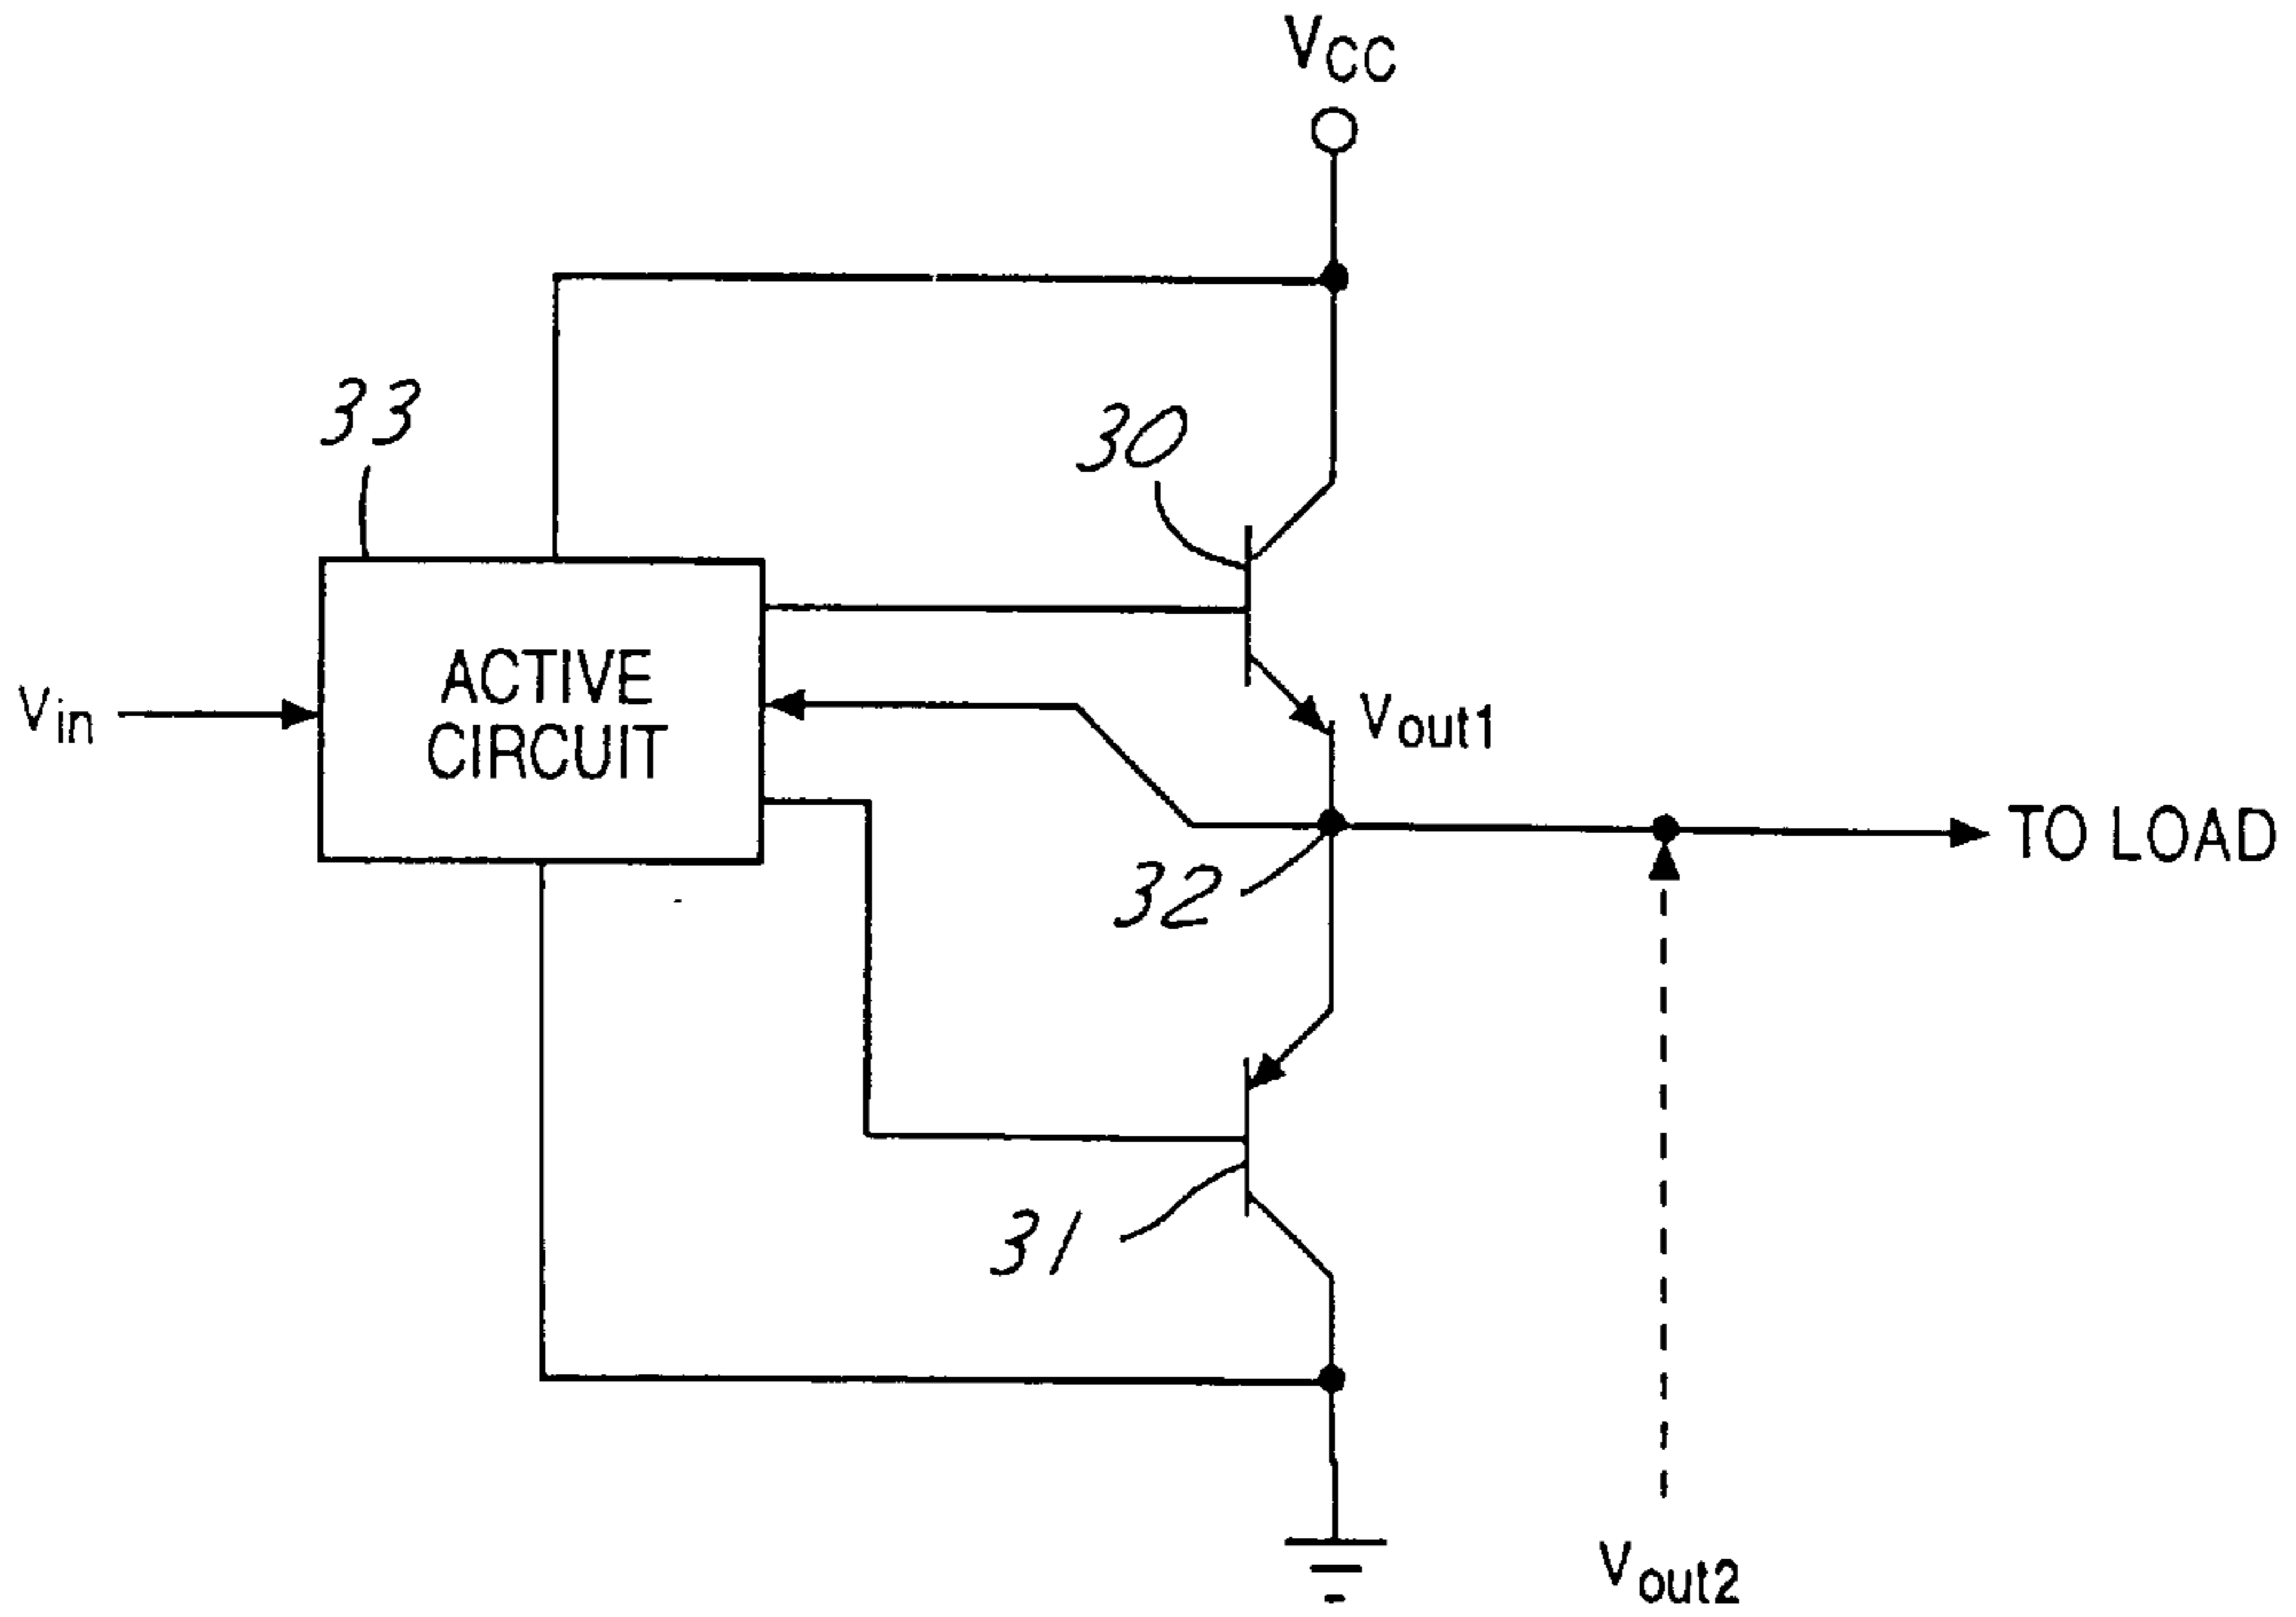 VCC
33
30
ACTIVE
CIRCUIT
Vin
Vout1
TO LOAD
32
31
Vout2